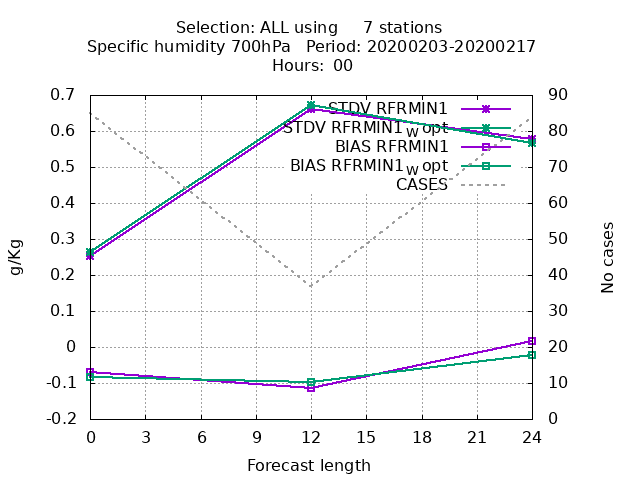 Selection: ALL using     7 stations
Specific humidity 700hPa   Period: 20200203-20200217
Hours:  00
0.7
0.6
0.5
0.4
0.3
0.2
0.1
0
-0.1
-0.2
g/Kg
STDV RFRMIN1
STDV RFRMIN1w opt
BIAS RFRMIN1
BIAS RFRMIN1w opt
CASES
90
80
70
60
50
40
30
20
10
0
No cases
0 3 6 9 12 15 18 21 24
Forecast length